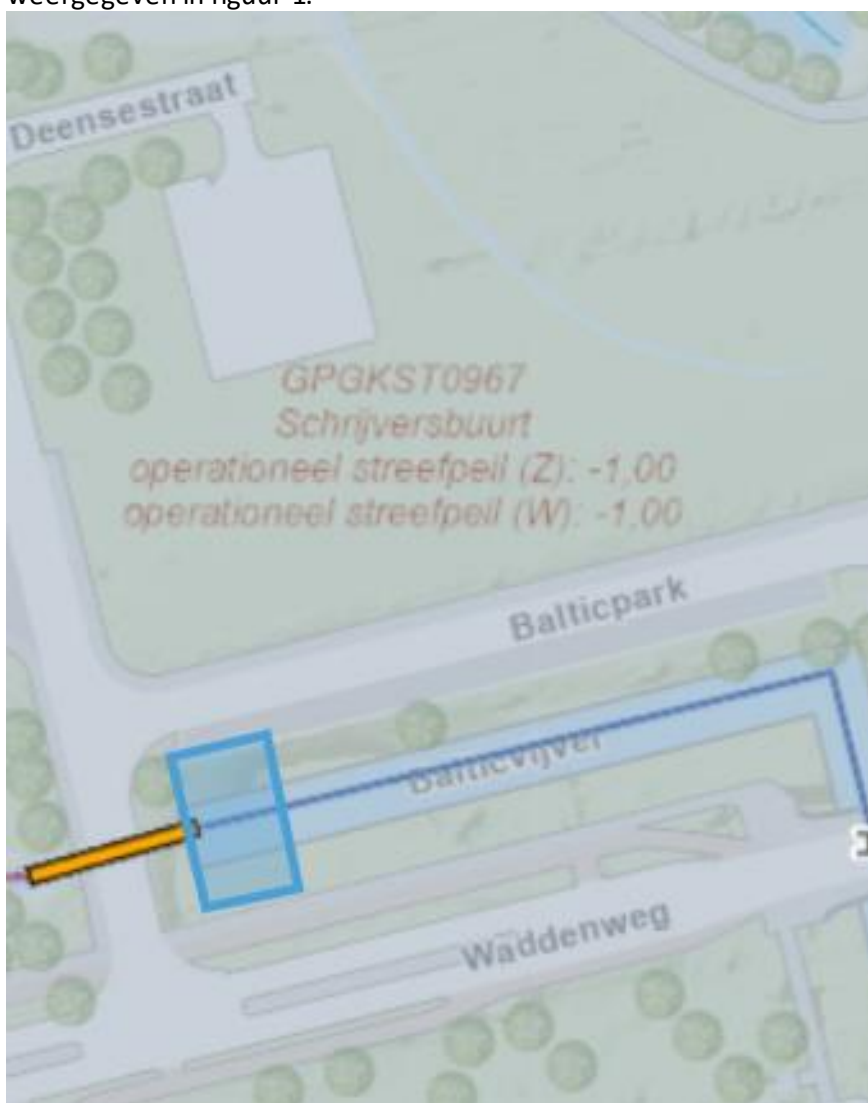 weergegeven in figuur 1.
Deensestraat
GPGKST0967
Schrijversbuurt
operationeel streefpeil (Z): -1,00
operationeel streefpeil (W): -1,00
Balticpark
Balticvijver
Waddenweg